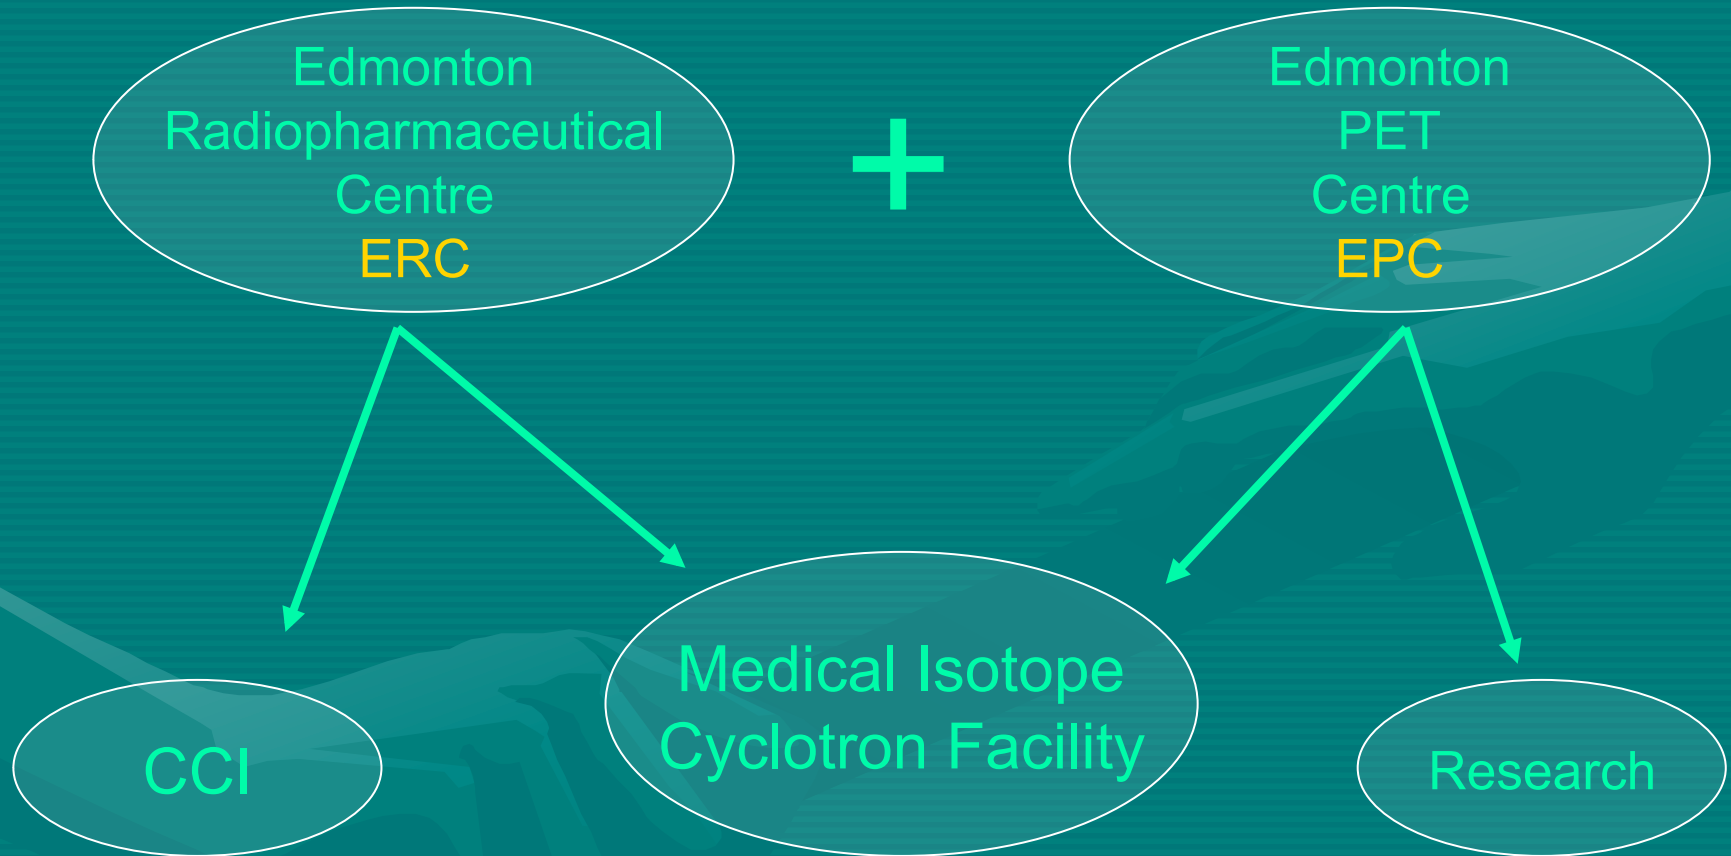 Edmonton
Radiopharmaceutical
Centre
ERC
+
Edmonton
PET
Centre
EPC
CCI
Medical Isotope
Cyclotron Facility
Research